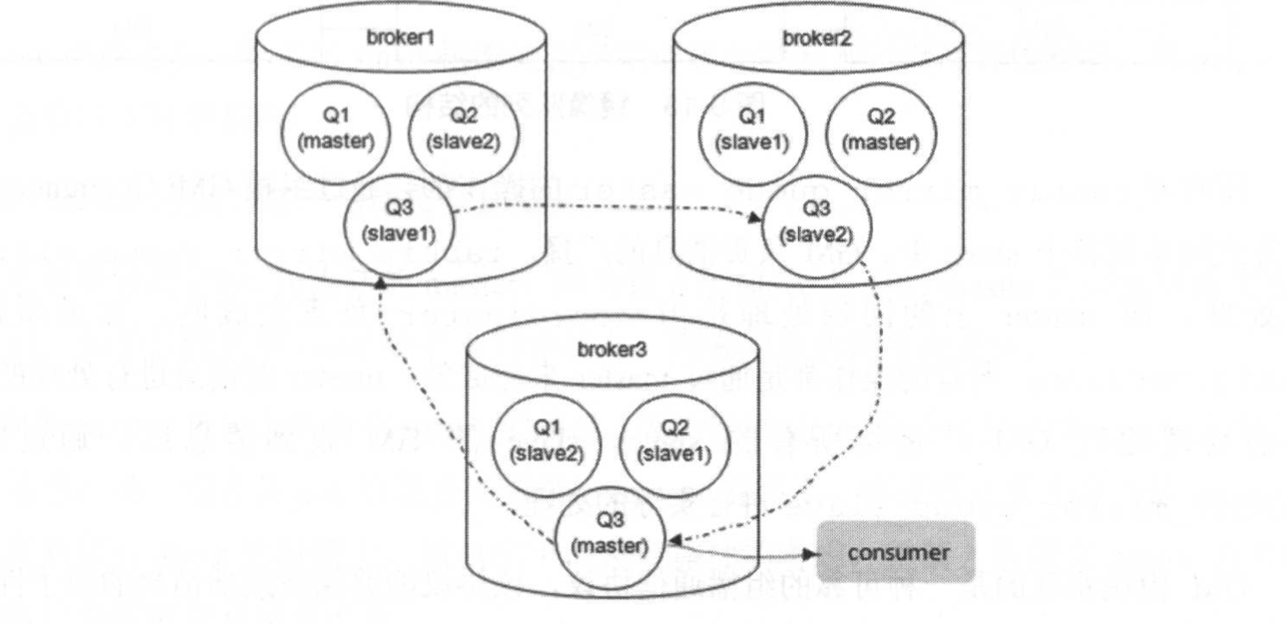 broker1
Q1
(master)
Q2
(slave2)
Q3
(slave1)
broker2
Q1
(slave1)
Q2
(master)
Q3
(slave2)
broker3
Q1
(slave2)
Q2
(slave1)
Q3
(master)
consumer